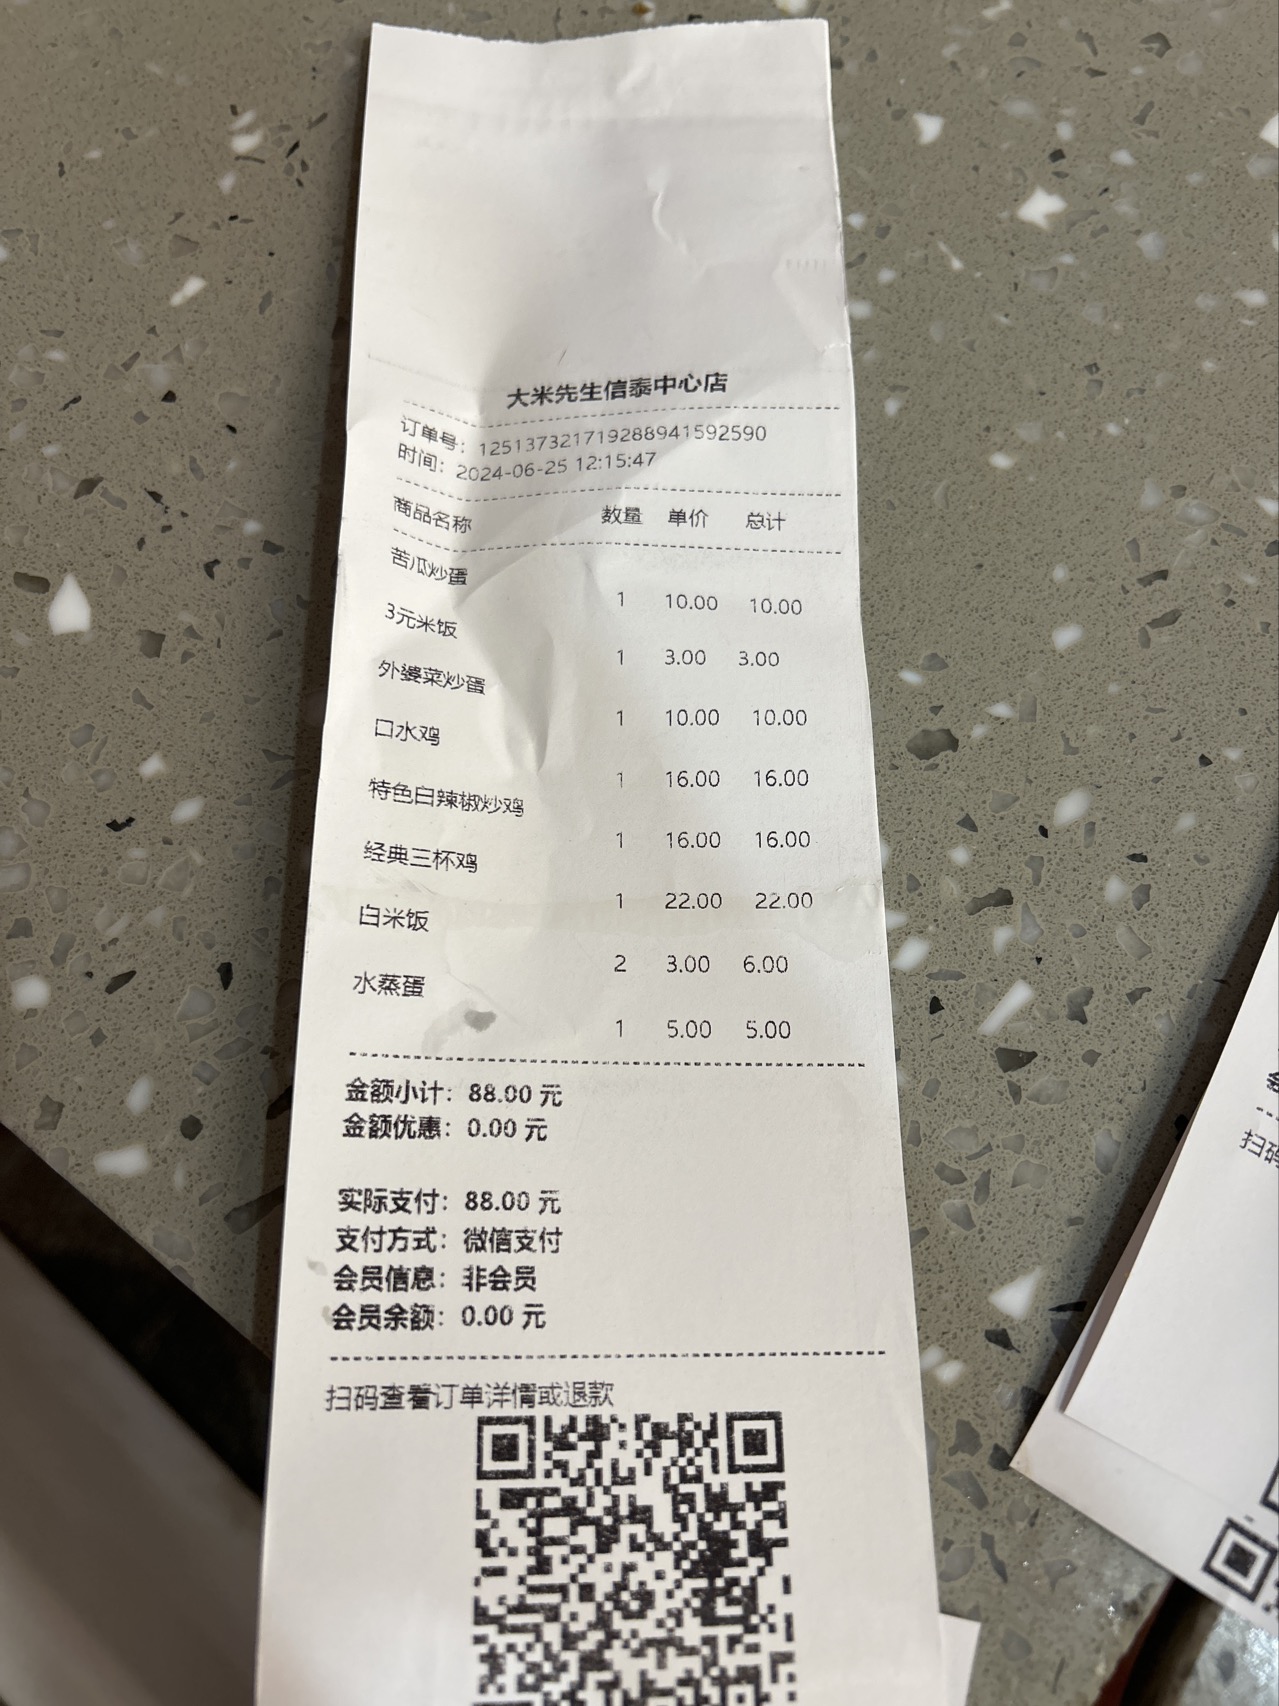 大米先生信泰中心店
订单号：125137321719288941592590
时间：2024-06-25 12:15:47
商品名称 数量 单价 总计
苦瓜炒蛋
1 10.00 10.00
3元米饭
1 3.00 3.00
外婆菜炒蛋
1 10.00 10.00
口水鸡
1 16.00 16.00
特色白辣椒炒鸡
1 16.00 16.00
经典三杯鸡
1 22.00 22.00
白米饭
2 3.00 6.00
水蒸蛋
1 5.00 5.00
金额小计：88.00 元
金额优惠：0.00 元
实际支付：88.00 元
支付方式：微信支付
会员信息：非会员
会员余额：0.00 元
扫码查看订单详情或退款
扫码